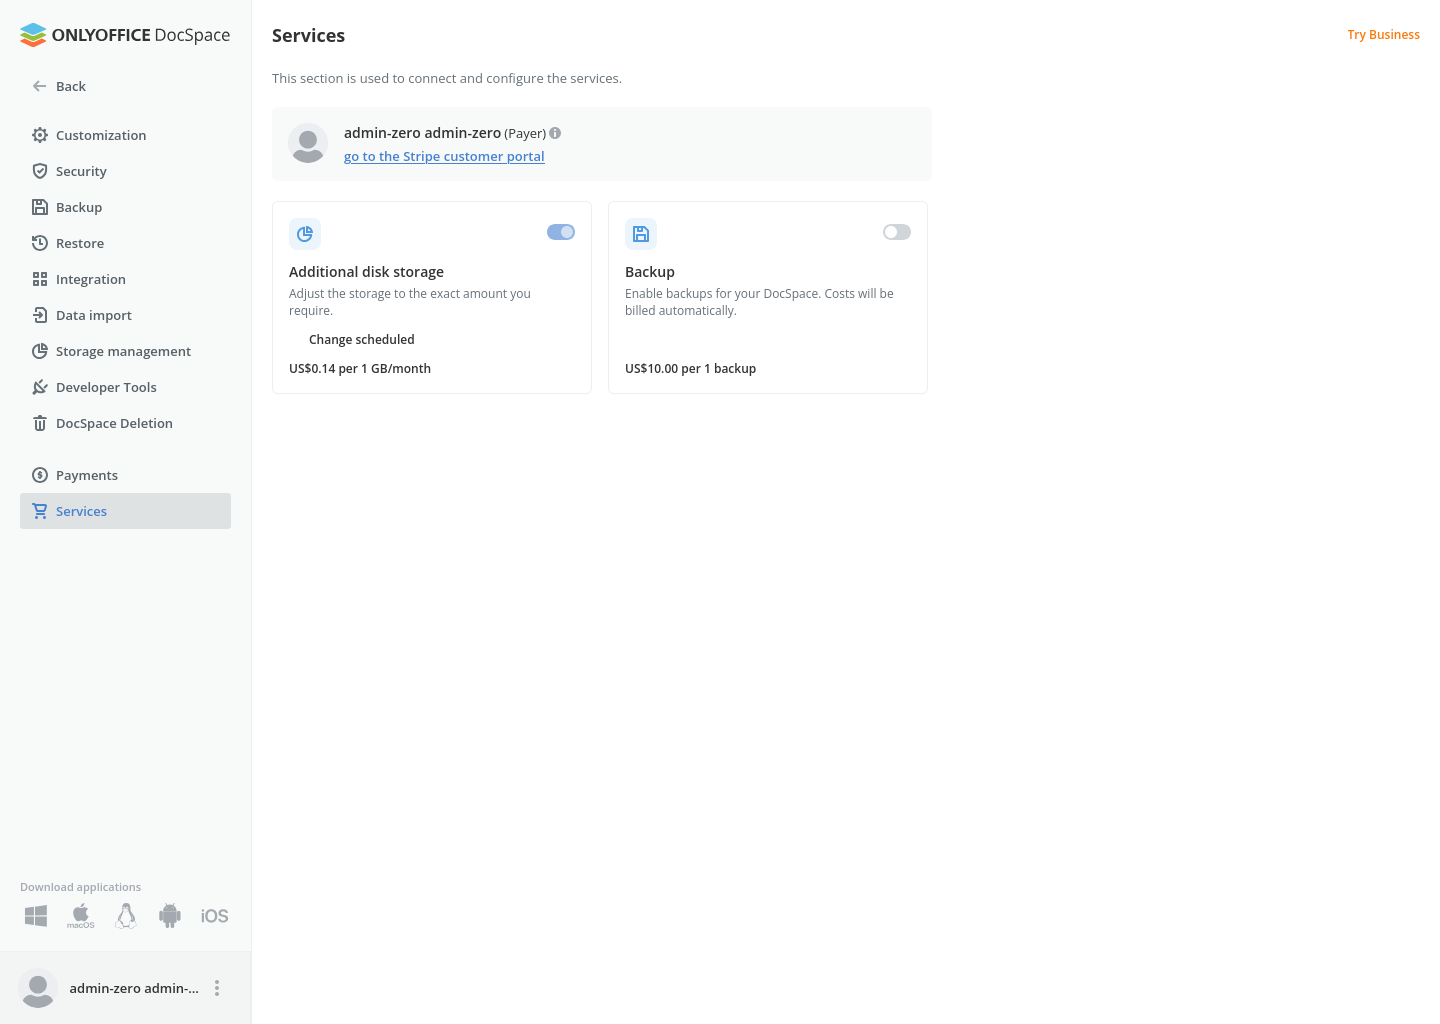 ONLYOFFICE DocSpace
Back
Customization
Security
Backup
Restore
Integration
Data import
Storage management
Developer Tools
DocSpace Deletion
Payments
Services
Download applications
macOS
iOS
admin-zero admin-...
Services
Try Business
This section is used to connect and configure the services.
admin-zero admin-zero (Payer)
go to the Stripe customer portal
Additional disk storage
Adjust the storage to the exact amount you
require.
Change scheduled
US$0.14 per 1 GB/month
Backup
Enable backups for your DocSpace. Costs will be
billed automatically.
US$10.00 per 1 backup